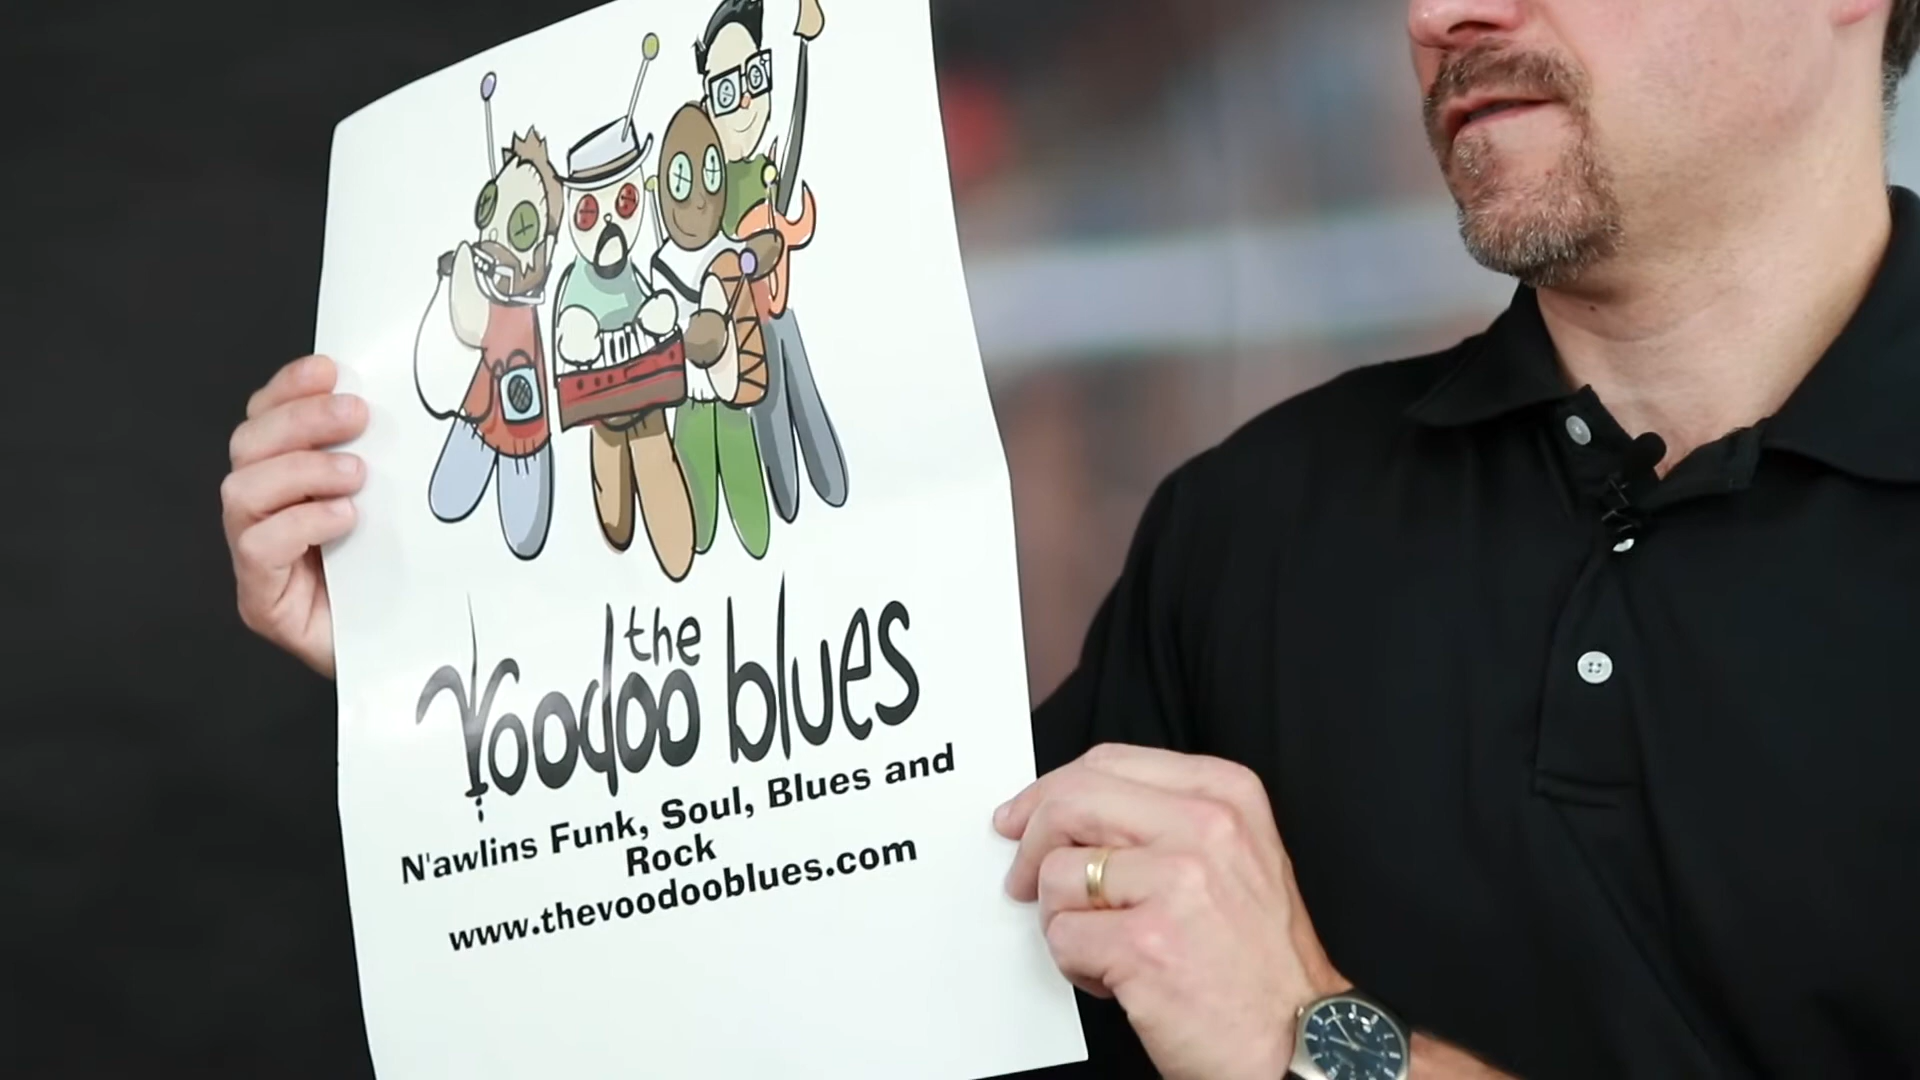 the
Voodoo blues
N'awlins Funk, Soul, Blues and
Rock
www.thevoodooblues.com